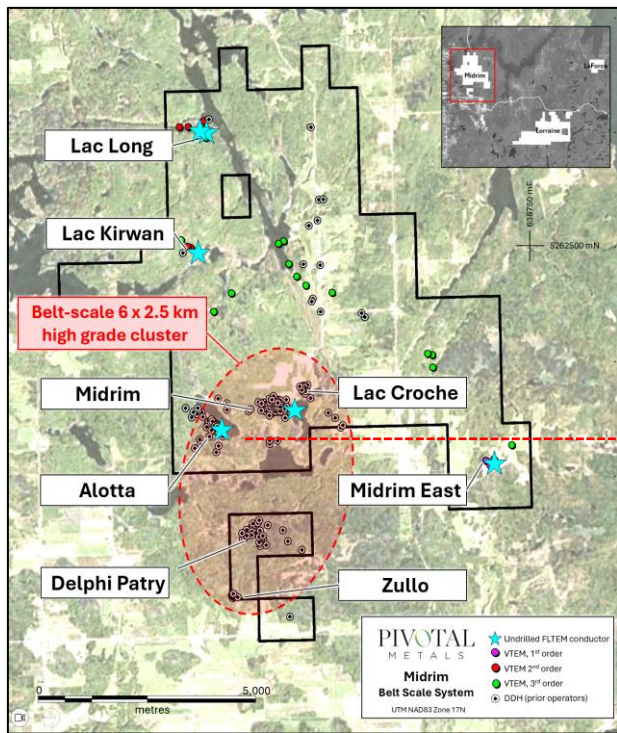 Midrim
LaForce
Lorraine
638750 mE
5262500 mN
Lac Long
Lac Kirwan
Belt-scale 6 x 2.5 km
high grade cluster
Midrim
Lac Croche
Alotta
Midrim East
Delphi Patry
Zullo
0
5,000
metres
PIVOTAL
METALS
Midrim
Belt Scale System
UTM NAD83 Zone 17N
Undrilled FLTEM conductor
VTEM, 1st order
VTEM 2nd order
VTEM, 3rd order
DDH (prior operators)